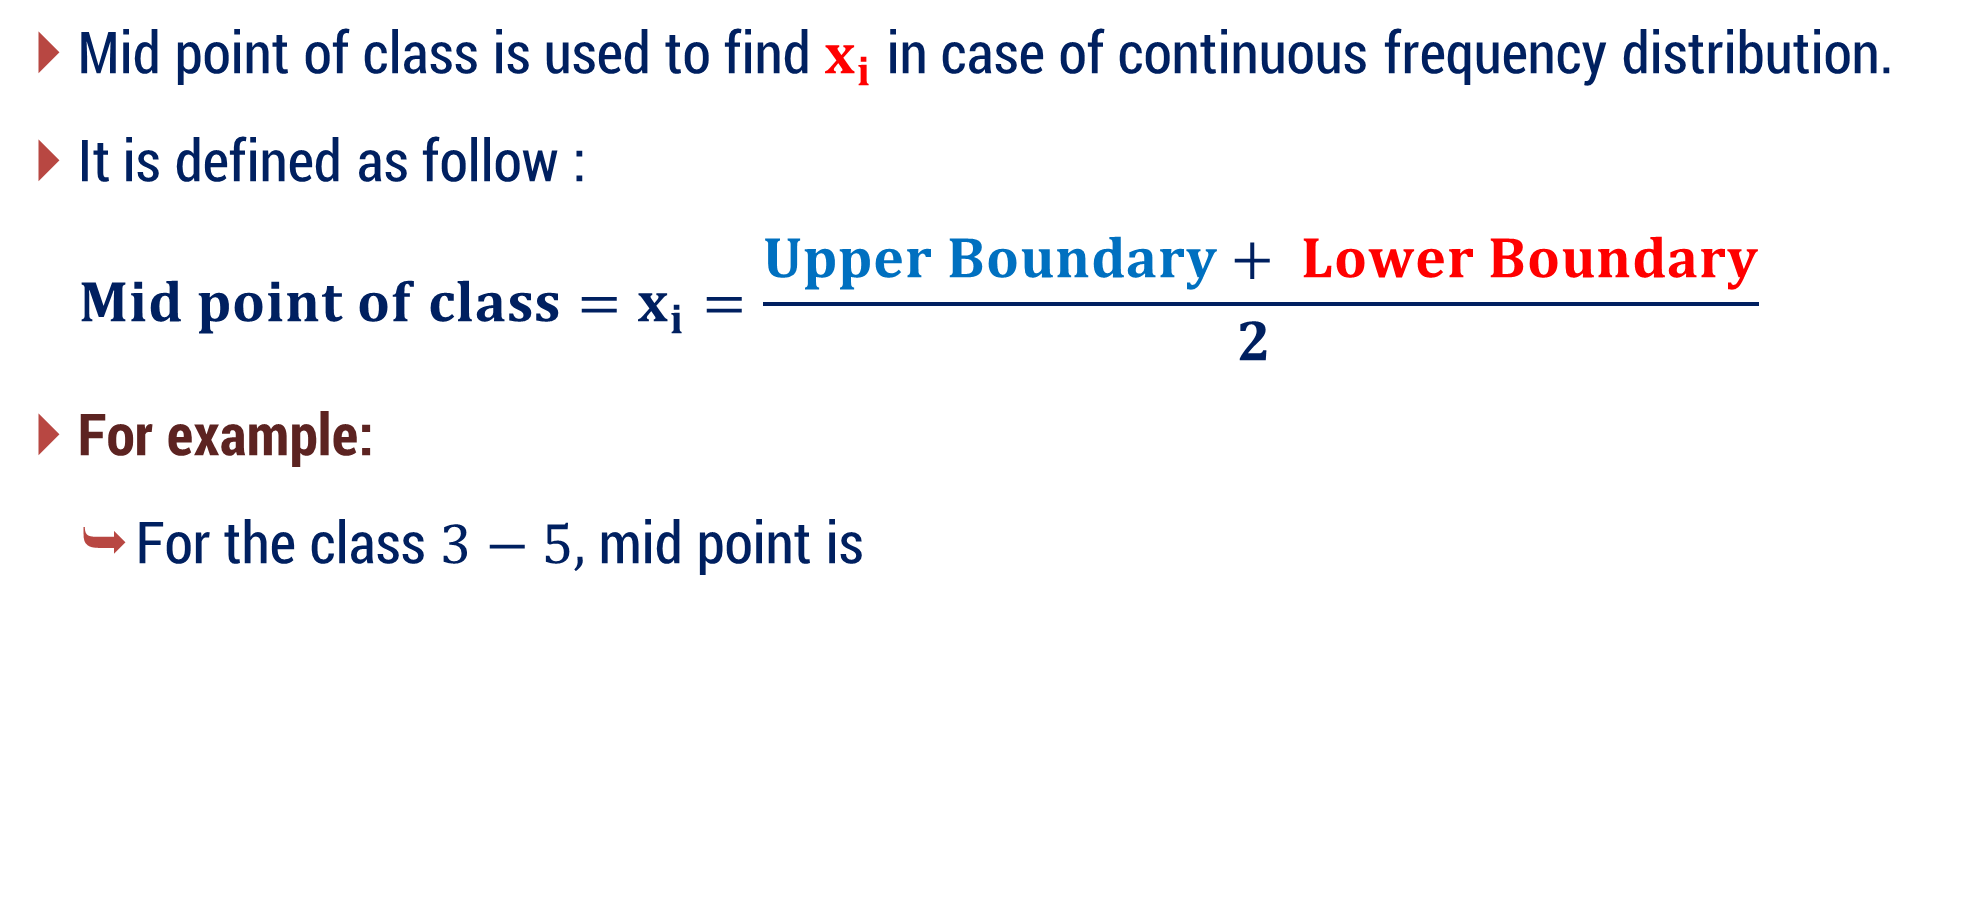 Mid point of class is used to find xᵢ in case of continuous frequency distribution.
It is defined as follow :
Mid point of class = xᵢ = (Upper Boundary + Lower Boundary) / 2
For example:
For the class 3 − 5, mid point is